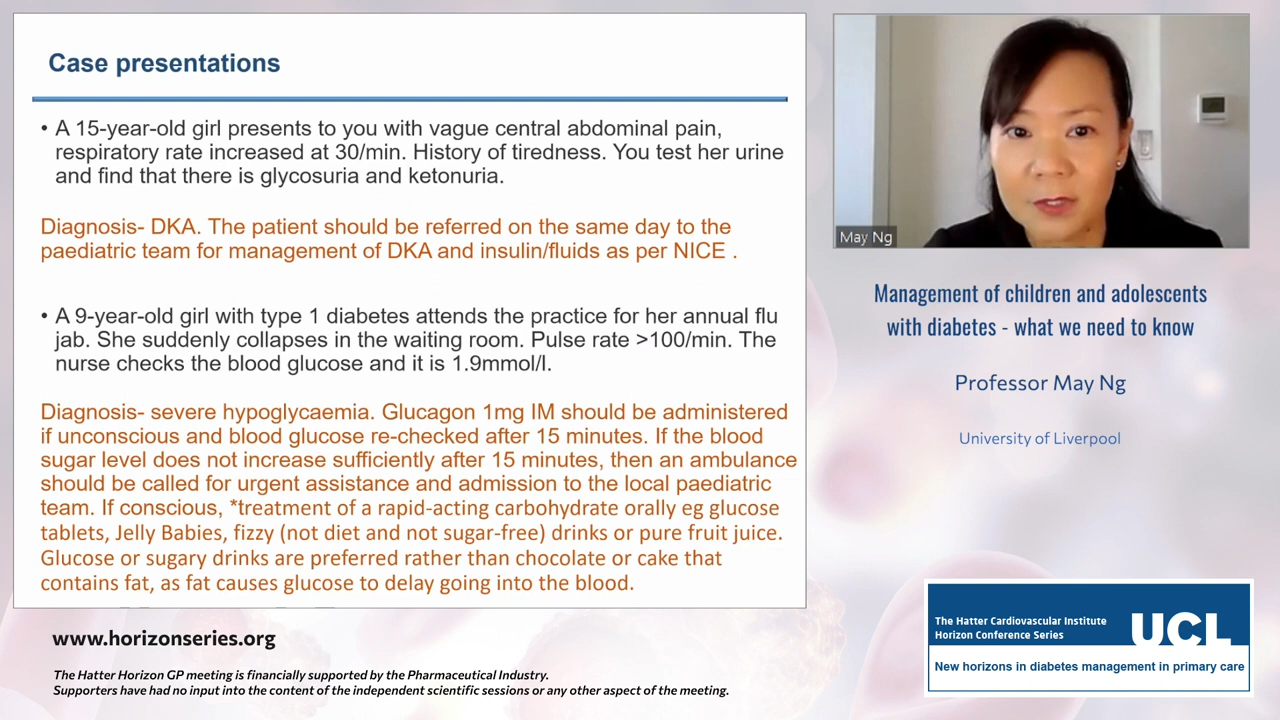 Case presentations
• A 15-year-old girl presents to you with vague central abdominal pain,
respiratory rate increased at 30/min. History of tiredness. You test her urine
and find that there is glycosuria and ketonuria.
Diagnosis- DKA. The patient should be referred on the same day to the
paediatric team for management of DKA and insulin/fluids as per NICE .
• A 9-year-old girl with type 1 diabetes attends the practice for her annual flu
jab. She suddenly collapses in the waiting room. Pulse rate >100/min. The
nurse checks the blood glucose and it is 1.9mmol/l.
Diagnosis- severe hypoglycaemia. Glucagon 1mg IM should be administered
if unconscious and blood glucose re-checked after 15 minutes. If the blood
sugar level does not increase sufficiently after 15 minutes, then an ambulance
should be called for urgent assistance and admission to the local paediatric
team. If conscious, *treatment of a rapid-acting carbohydrate orally eg glucose
tablets, Jelly Babies, fizzy (not diet and not sugar-free) drinks or pure fruit juice.
Glucose or sugary drinks are preferred rather than chocolate or cake that
contains fat, as fat causes glucose to delay going into the blood.
May Ng
Management of children and adolescents
with diabetes - what we need to know
Professor May Ng
University of Liverpool
www.horizonseries.org
The Hatter Horizon GP meeting is financially supported by the Pharmaceutical Industry.
Supporters have had no input into the content of the independent scientific sessions or any other aspect of the meeting.
The Hatter Cardiovascular Institute
Horizon Conference Series
UCL
New horizons in diabetes management in primary care